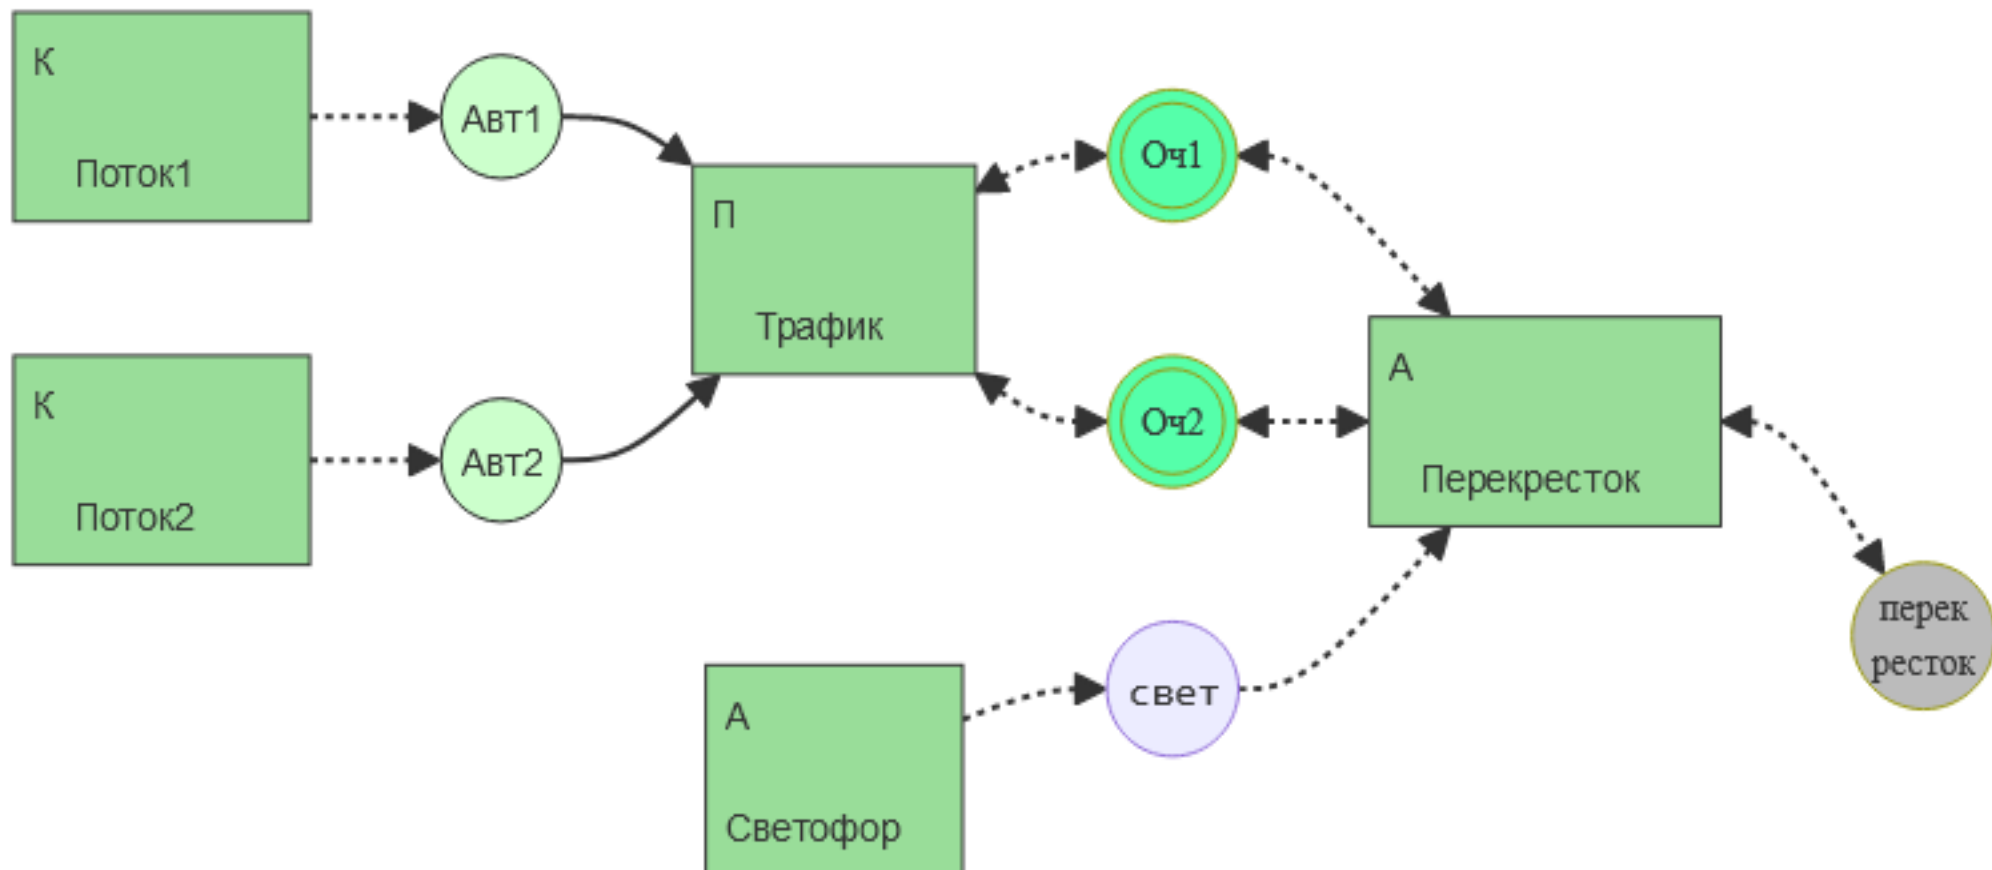 К
Поток1
Авт1
П
Трафик
Оч1
К
Поток2
Авт2
Оч2
А
Перекресток
перек
ресток
А
Светофор
свет